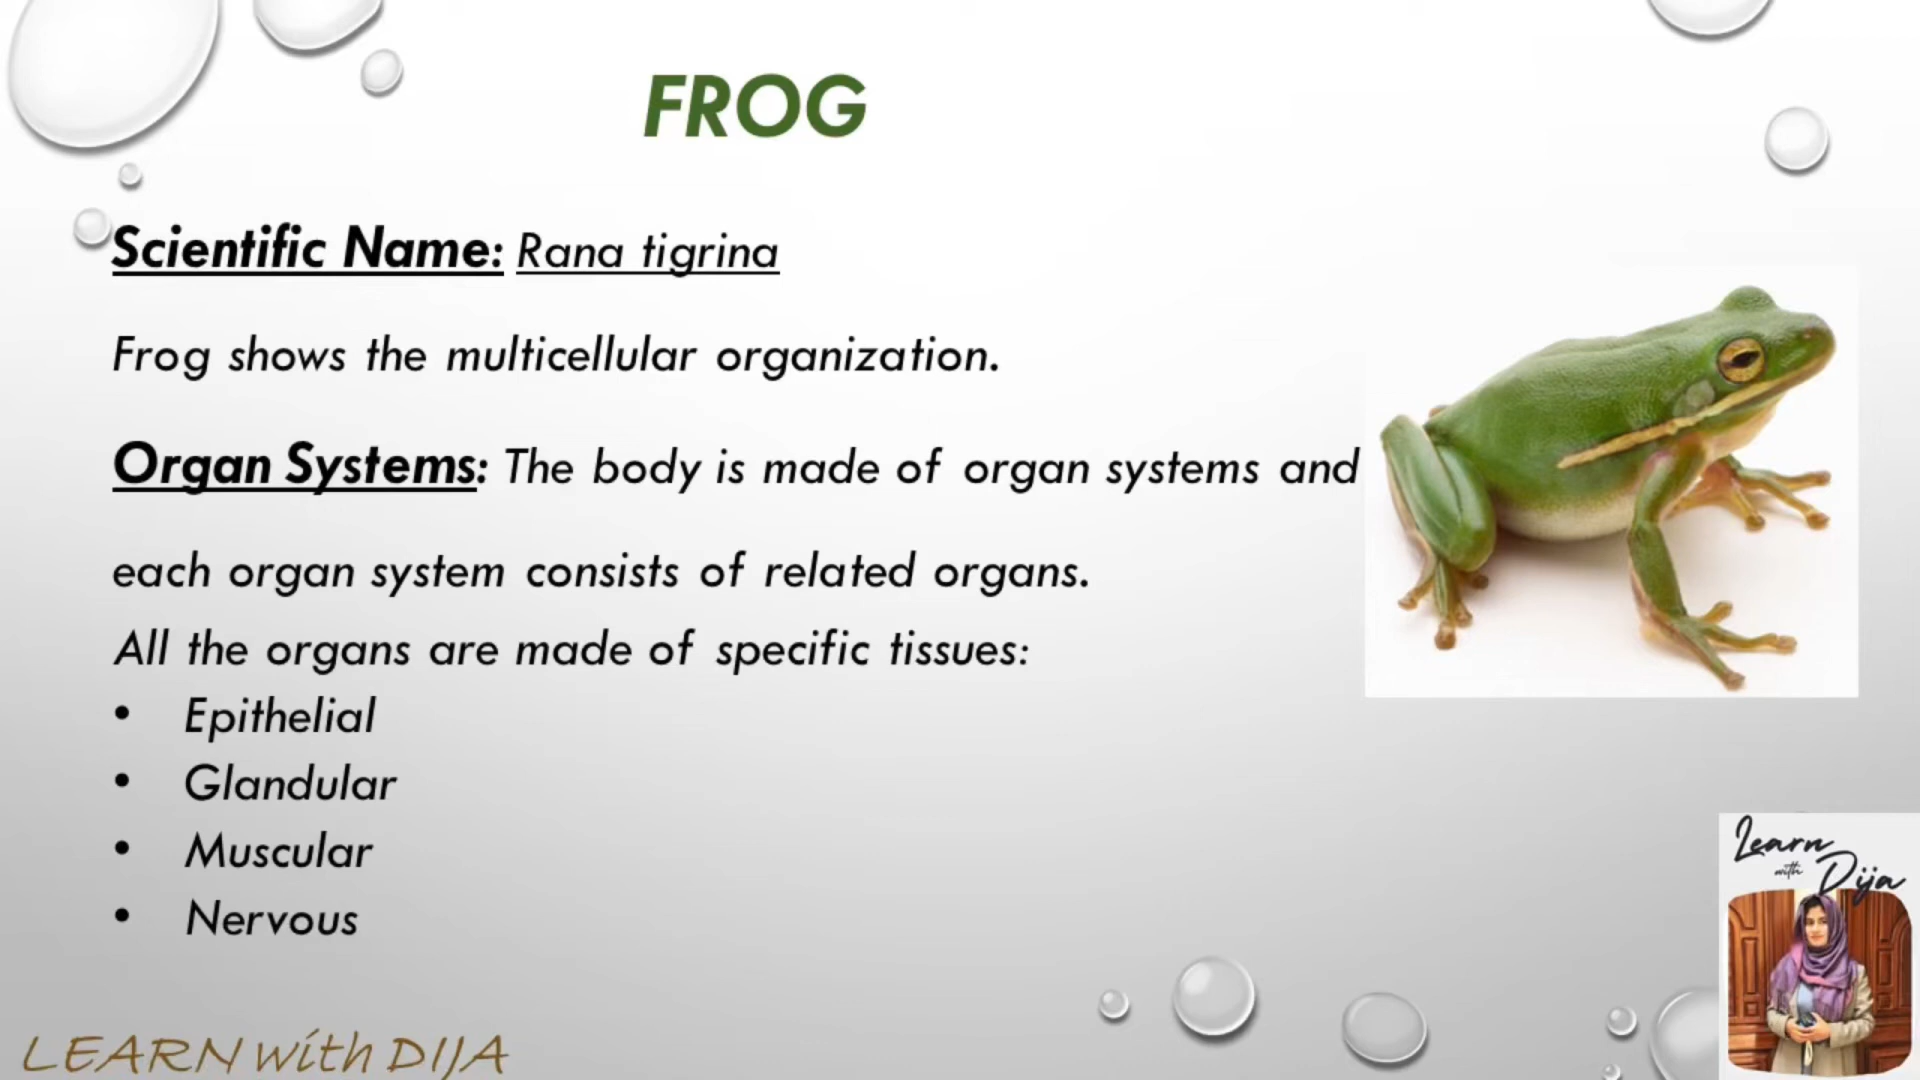 FROG
Scientific Name: Rana tigrina
Frog shows the multicellular organization.
Organ Systems: The body is made of organ systems and
each organ system consists of related organs.
All the organs are made of specific tissues:
• Epithelial
• Glandular
• Muscular
• Nervous
Learn
with
Dija
LEARN with DIJA